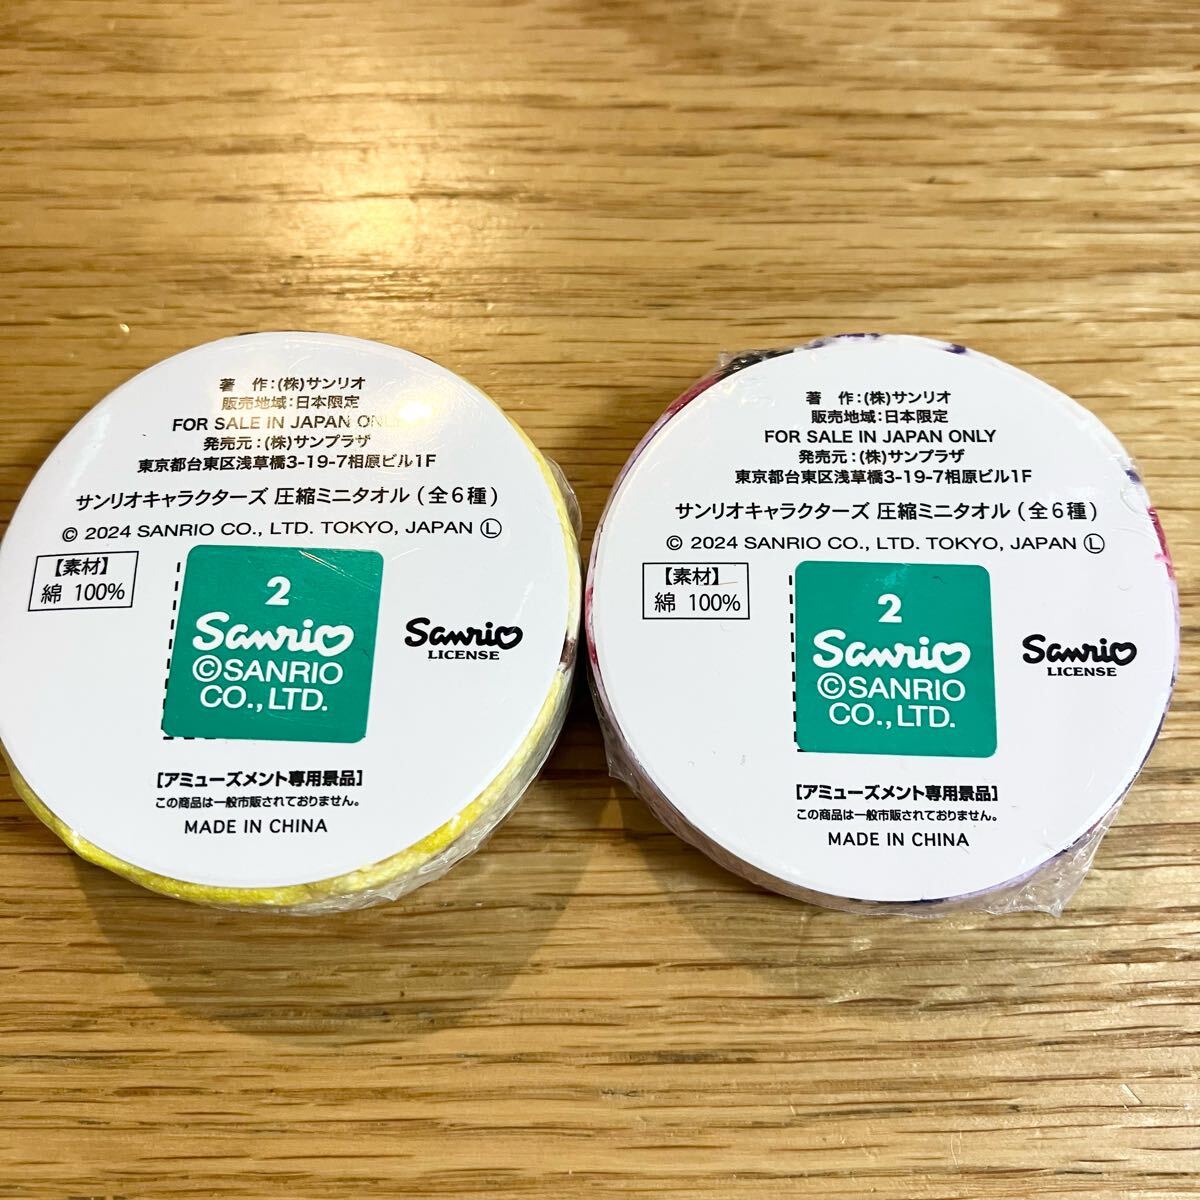 著 作:(株)サンリオ
販売地域:日本限定
FOR SALE IN JAPAN ONLY
発売元:(株)サンプラザ
東京都台東区浅草橋3-19-7相原ビル1F
サンリオキャラクターズ 圧縮ミニタオル(全6種)
© 2024 SANRIO CO., LTD. TOKYO, JAPAN Ⓛ
【素材】
綿 100%
2
Sanrio
©SANRIO
CO.,LTD.
Sanrio
LICENSE
【アミューズメント専用景品】
この商品は一般市販されておりません。
MADE IN CHINA
著 作:(株)サンリオ
販売地域:日本限定
FOR SALE IN JAPAN ONLY
発売元:(株)サンプラザ
東京都台東区浅草橋3-19-7相原ビル1F
サンリオキャラクターズ 圧縮ミニタオル(全6種)
© 2024 SANRIO CO., LTD. TOKYO, JAPAN Ⓛ
【素材】
綿 100%
2
Sanrio
©SANRIO
CO.,LTD.
Sanrio
LICENSE
【アミューズメント専用景品】
この商品は一般市販されておりません。
MADE IN CHINA